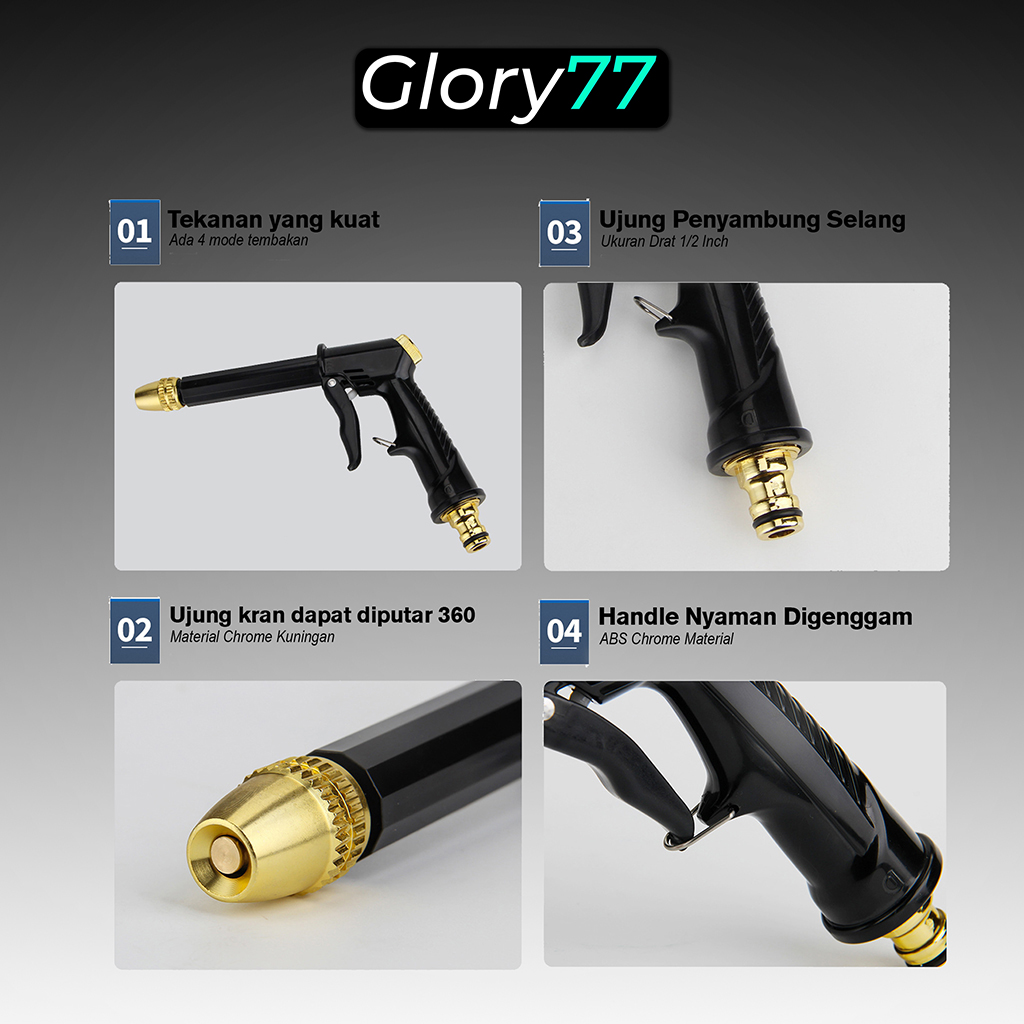 Glory77
01
Tekanan yang kuat
Ada 4 mode tembakan
03
Ujung Penyambung Selang
Ukuran Drat 1/2 Inch
02
Ujung kran dapat diputar 360
Material Chrome Kuningan
04
Handle Nyaman Digenggam
ABS Chrome Material